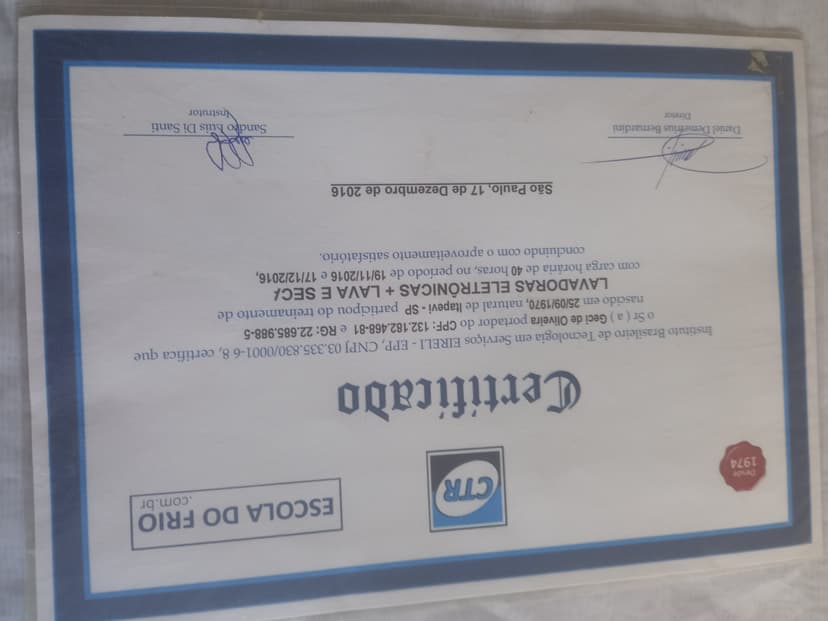 Desde
1974
CTR
ESCOLA DO FRIO
.com.br
Certificado
Instituto Brasileiro de Tecnologia em Serviços EIRELI - EPP, CNPJ 03.335.830/0001-6 8, certifica que
o Sr ( a ) Geci de Oliveira portador do CPF: 132.182.468-81 e RG: 22.685.988-5
nascido em 25/09/1970, natural de Itapevi - SP participou do treinamento de
LAVADORAS ELETRÔNICAS + LAVA E SECA
com carga horária de 40 horas, no período de 19/11/2016 e 17/12/2016,
concluindo com o aproveitamento satisfatório.
São Paulo, 17 de Dezembro de 2016
Daniel Demetrius Bernardini
Diretor
Sandro Luis Di Santi
Instrutor